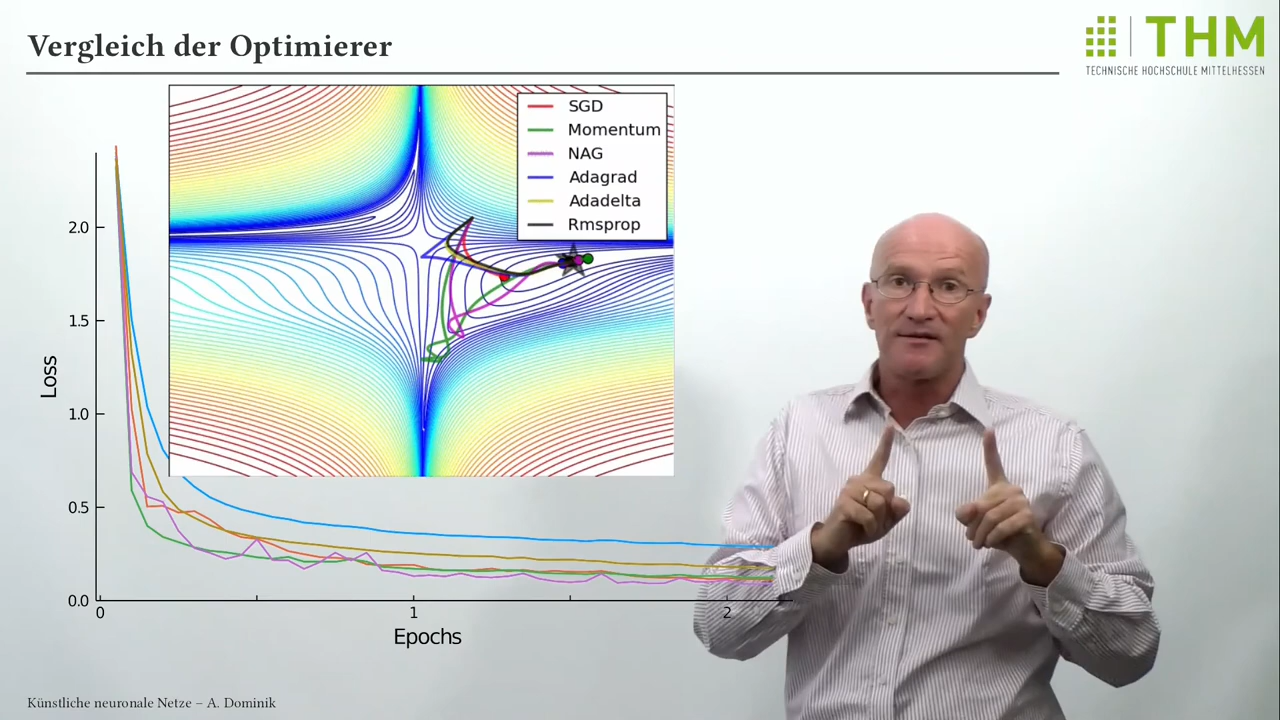 Vergleich der Optimierer
THM
TECHNISCHE HOCHSCHULE MITTELHESSEN
SGD
Momentum
NAG
Adagrad
Adadelta
Rmsprop
2.0
1.5
1.0
0.5
0.0
Loss
0
1
2
Epochs
Künstliche neuronale Netze – A. Dominik